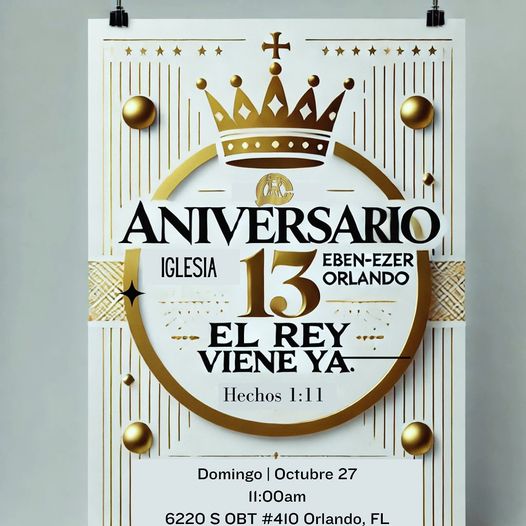 ANIVERSARIO
IGLESIA 13 EBEN-EZER
ORLANDO
EL REY
VIENE YA.
Hechos 1:11
Domingo | Octubre 27
11:00am
6220 S OBT #410 Orlando, FL